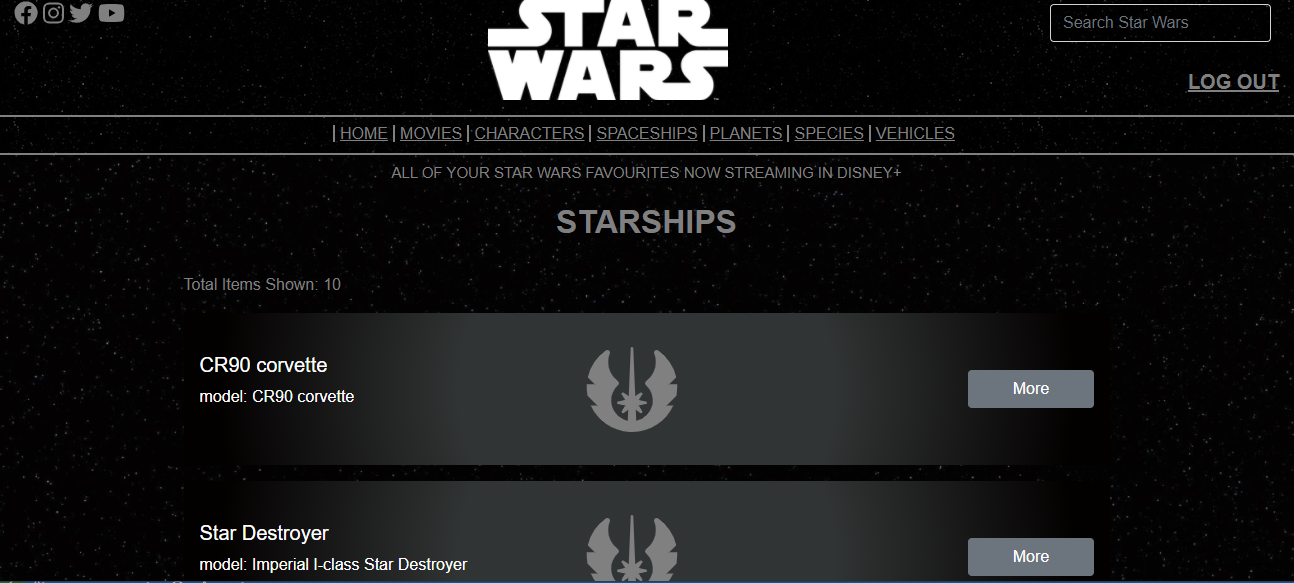 STAR
WARS
Search Star Wars
LOG OUT
| HOME | MOVIES | CHARACTERS | SPACESHIPS | PLANETS | SPECIES | VEHICLES
ALL OF YOUR STAR WARS FAVOURITES NOW STREAMING IN DISNEY+
STARSHIPS
Total Items Shown: 10
CR90 corvette
model: CR90 corvette
More
Star Destroyer
model: Imperial I-class Star Destroyer
More